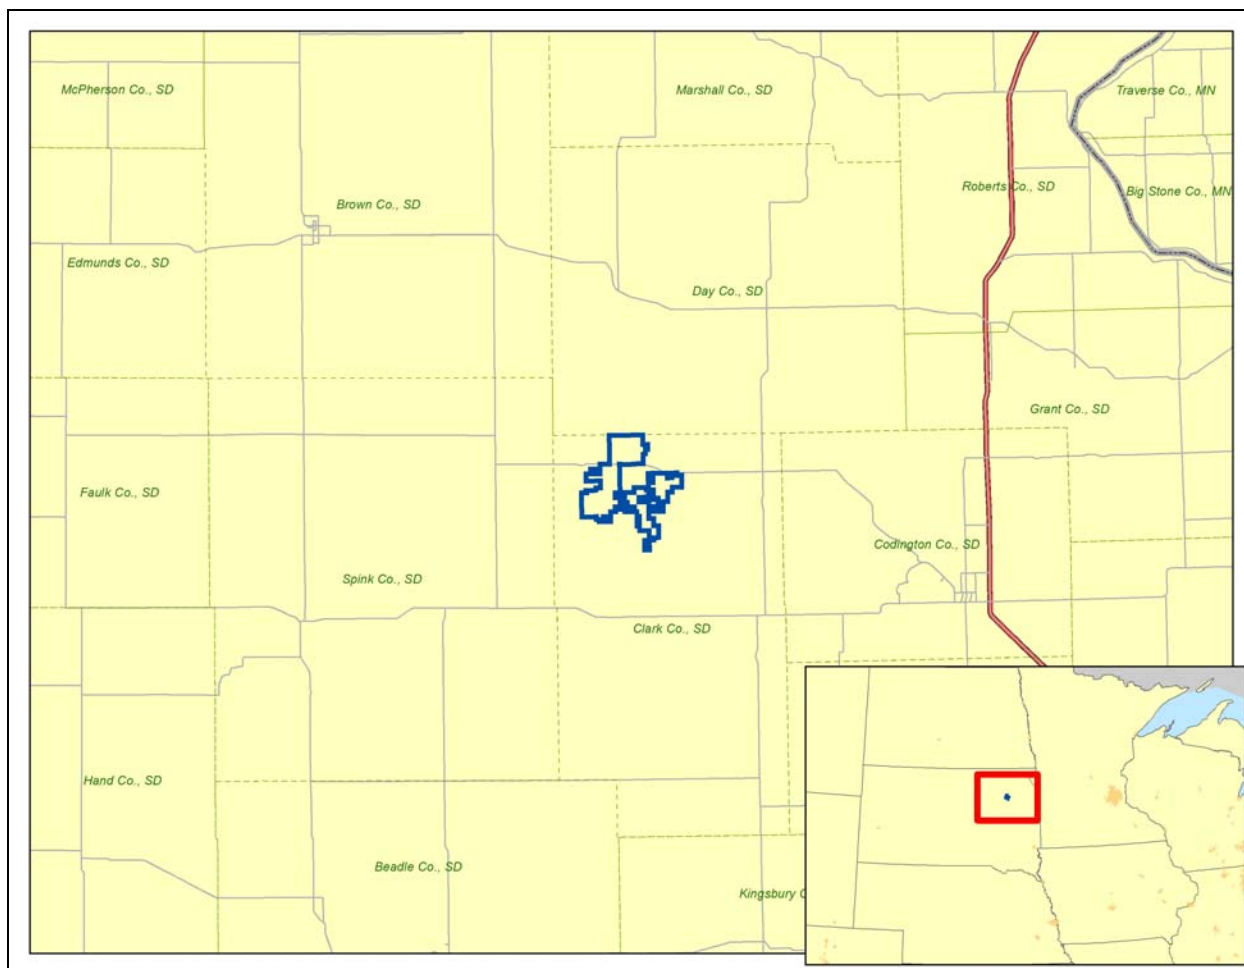 McPherson Co., SD
Marshall Co., SD
Traverse Co., MN
Roberts Co., SD
Big Stone Co., MN
Brown Co., SD
Edmunds Co., SD
Day Co., SD
Grant Co., SD
Faulk Co., SD
Codington Co., SD
Spink Co., SD
Clark Co., SD
Hand Co., SD
Beadle Co., SD
Kingsbury